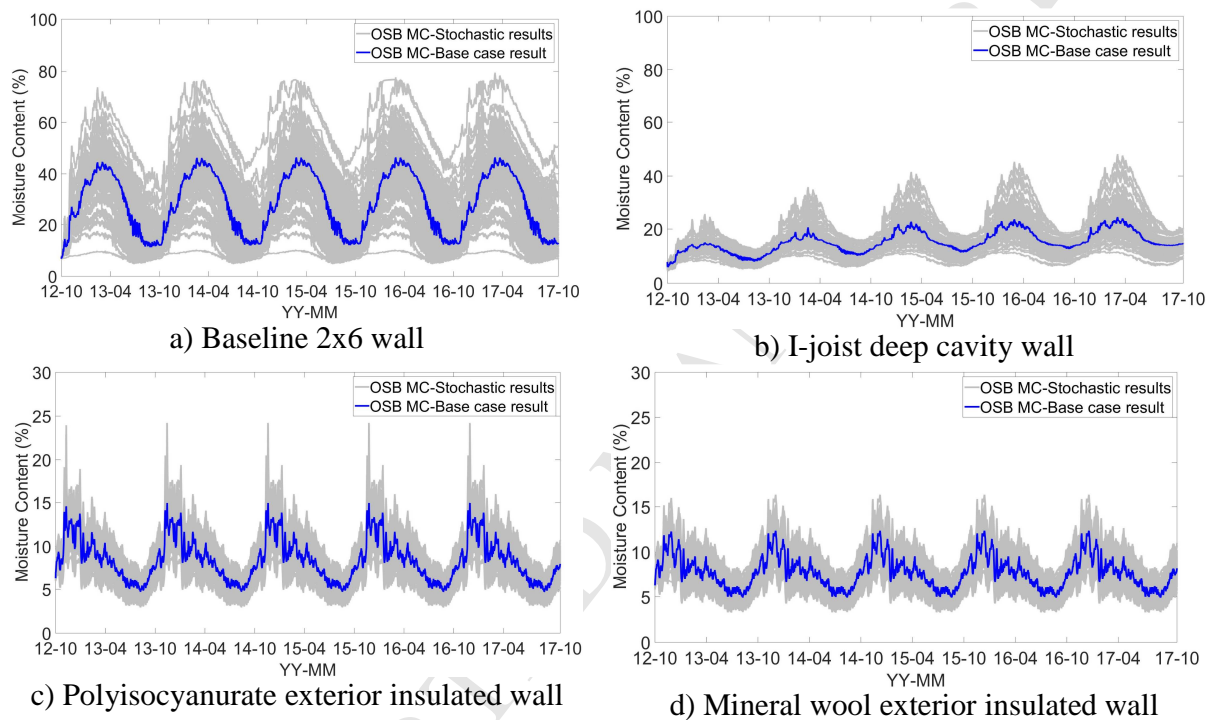 100
80
60
40
20
0
Moisture Content (%)
OSB MC-Stochastic results
OSB MC-Base case result
12-10 13-04 13-10 14-04 14-10 15-04 15-10 16-04 16-10 17-04 17-10
YY-MM
a) Baseline 2x6 wall
100
80
60
40
20
0
Moisture Content (%)
OSB MC-Stochastic results
OSB MC-Base case result
12-10 13-04 13-10 14-04 14-10 15-04 15-10 16-04 16-10 17-04 17-10
YY-MM
b) I-joist deep cavity wall
30
25
20
15
10
5
0
Moisture Content (%)
OSB MC-Stochastic results
OSB MC-Base case result
12-10 13-04 13-10 14-04 14-10 15-04 15-10 16-04 16-10 17-04 17-10
YY-MM
c) Polyisocyanurate exterior insulated wall
30
25
20
15
10
5
0
Moisture Content (%)
OSB MC-Stochastic results
OSB MC-Base case result
12-10 13-04 13-10 14-04 14-10 15-04 15-10 16-04 16-10 17-04 17-10
YY-MM
d) Mineral wool exterior insulated wall